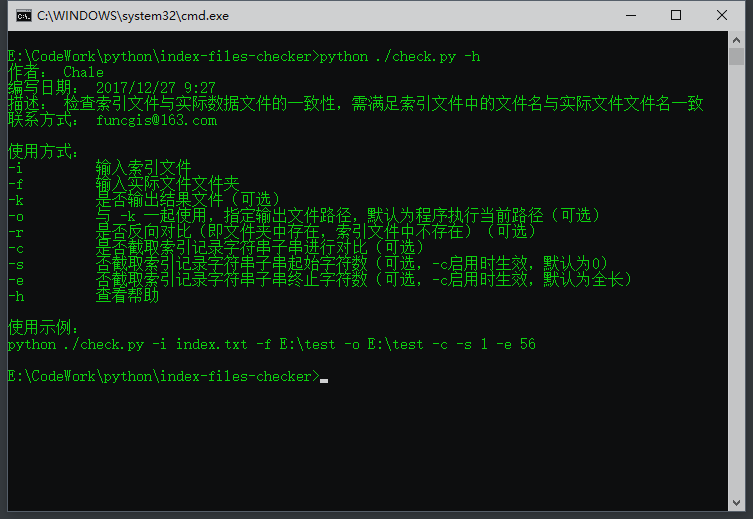 C:\WINDOWS\system32\cmd.exe
E:\CodeWork\python\index-files-checker>python ./check.py -h
作者： Chale
编写日期： 2017/12/27 9:27
描述： 检查索引文件与实际数据文件的一致性，需满足索引文件中的文件名与实际文件文件名一致
联系方式： funcgis@163.com
使用方式：
-i 输入索引文件
-f 输入实际文件文件夹
-k 是否输出结果文件（可选）
-o 与 -k 一起使用，指定输出文件路径，默认为程序执行当前路径（可选）
-r 是否反向对比（即文件夹中存在，索引文件中不存在）（可选）
-c 是否截取索引记录字符串子串进行对比（可选）
-s 否截取索引记录字符串子串起始字符数（可选，-c启用时生效，默认为0）
-e 否截取索引记录字符串子串终止字符数（可选，-c启用时生效，默认为全长）
-h 查看帮助
使用示例：
python ./check.py -i index.txt -f E:\test -o E:\test -c -s 1 -e 56
E:\CodeWork\python\index-files-checker>